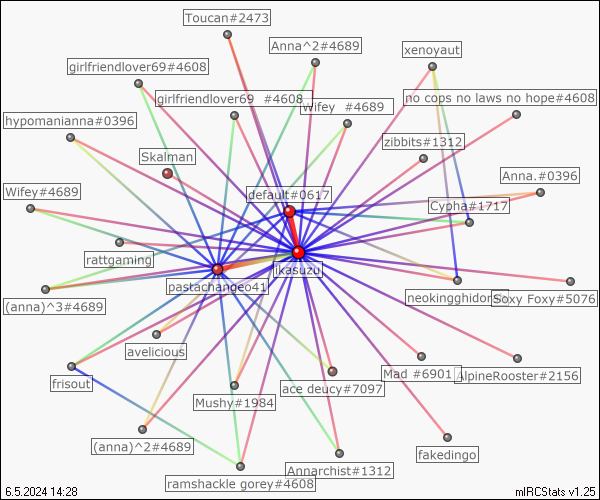 Toucan#2473
Anna^2#4689
xenoyaut
girlfriendlover69#4608
girlfriendlover69 #4608
Wifey #4689
no cops no laws no hope#4608
hypomanianna#0396
zibbits#1312
Skalman
Anna.#0396
Wifey#4689
default#0617
Cypha#1717
rattgaming
jikasuzu
pastachangeo41
(anna)^3#4689
neokingghidorah
Soxy Foxy#5076
avelicious
frisout
Mushy#1984
ace deucy#7097
Mad #6901
AlpineRooster#2156
(anna)^2#4689
fakedingo
Annarchist#1312
ramshackle gorey#4608
6.5.2024 14:28
mIRCStats v1.25